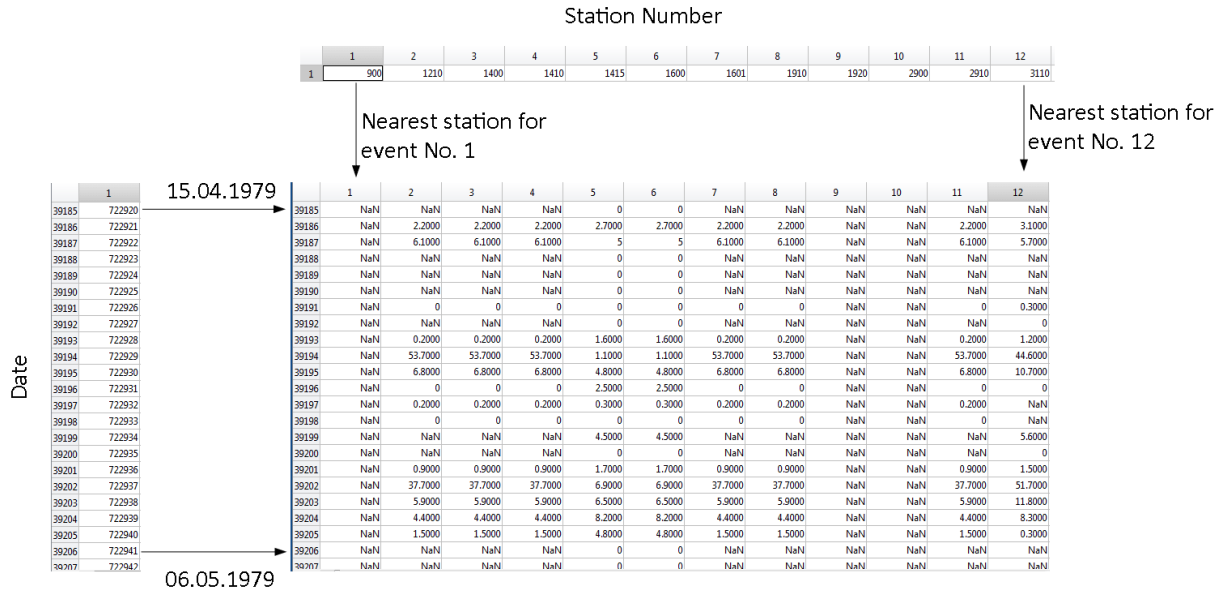 Station Number
1 2 3 4 5 6 7 8 9 10 11 12
1 900 1210 1400 1410 1415 1600 1601 1910 1920 2900 2910 3110
Nearest station for
event No. 1
Nearest station for
event No. 12
1 15.04.1979 1 2 3 4 5 6 7 8 9 10 11 12
39185 722920 39185 NaN NaN NaN NaN 0 0 NaN NaN NaN NaN NaN NaN
39186 722921 39186 NaN 2.2000 2.2000 2.2000 2.7000 2.7000 2.2000 2.2000 NaN NaN 2.2000 3.1000
39187 722922 39187 NaN 6.1000 6.1000 6.1000 5 5 6.1000 6.1000 NaN NaN 6.1000 5.7000
39188 722923 39188 NaN NaN NaN NaN 0 0 NaN NaN NaN NaN NaN NaN
39189 722924 39189 NaN NaN NaN NaN 0 0 NaN NaN NaN NaN NaN NaN
39190 722925 39190 NaN NaN NaN NaN 0 0 NaN NaN NaN NaN NaN NaN
39191 722926 39191 NaN 0 0 0 0 0 0 0 NaN NaN 0 0.3000
39192 722927 39192 NaN NaN NaN NaN 0 0 NaN NaN NaN NaN NaN 0
39193 722928 39193 NaN 0.2000 0.2000 0.2000 1.6000 1.6000 0.2000 0.2000 NaN NaN 0.2000 1.2000
39194 722929 39194 NaN 53.7000 53.7000 53.7000 1.1000 1.1000 53.7000 53.7000 NaN NaN 53.7000 44.6000
39195 722930 39195 NaN 6.8000 6.8000 6.8000 4.8000 4.8000 6.8000 6.8000 NaN NaN 6.8000 10.7000
39196 722931 39196 NaN 0 0 0 2.5000 2.5000 0 0 NaN NaN 0 0
39197 722932 39197 NaN 0.2000 0.2000 0.2000 0.3000 0.3000 0.2000 0.2000 NaN NaN 0.2000 NaN
39198 722933 39198 NaN 0 0 0 0 0 0 0 NaN NaN 0 NaN
39199 722934 39199 NaN NaN NaN NaN 4.5000 4.5000 NaN NaN NaN NaN NaN 5.6000
39200 722935 39200 NaN NaN NaN NaN 0 0 NaN NaN NaN NaN NaN 0
39201 722936 39201 NaN 0.9000 0.9000 0.9000 1.7000 1.7000 0.9000 0.9000 NaN NaN 0.9000 1.5000
39202 722937 39202 NaN 37.7000 37.7000 37.7000 6.9000 6.9000 37.7000 37.7000 NaN NaN 37.7000 51.7000
39203 722938 39203 NaN 5.9000 5.9000 5.9000 6.5000 6.5000 5.9000 5.9000 NaN NaN 5.9000 11.8000
39204 722939 39204 NaN 4.4000 4.4000 4.4000 8.2000 8.2000 4.4000 4.4000 NaN NaN 4.4000 8.3000
39205 722940 39205 NaN 1.5000 1.5000 1.5000 4.8000 4.8000 1.5000 1.5000 NaN NaN 1.5000 0.3000
39206 722941 39206 NaN NaN NaN NaN 0 0 NaN NaN NaN NaN NaN NaN
39207 722942 39207 NaN NaN NaN NaN 0 0 NaN NaN NaN NaN NaN NaN
06.05.1979
Date